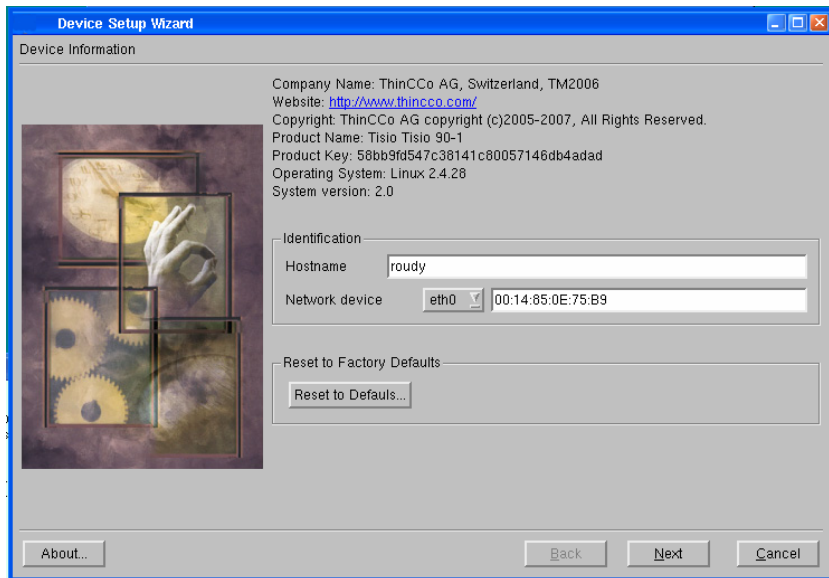 Device Setup Wizard
Device Information
Company Name: ThinCCo AG, Switzerland, TM2006
Website: http://www.thincco.com/
Copyright: ThinCCo AG copyright (c)2005-2007, All Rights Reserved.
Product Name: Tisio Tisio 90-1
Product Key: 58bb9fd547c38141c80057146db4adad
Operating System: Linux 2.4.28
System version: 2.0
Identification
Hostname roudy
Network device eth0 00:14:85:0E:75:B9
Reset to Factory Defaults
Reset to Defauls...
About... Back Next Cancel